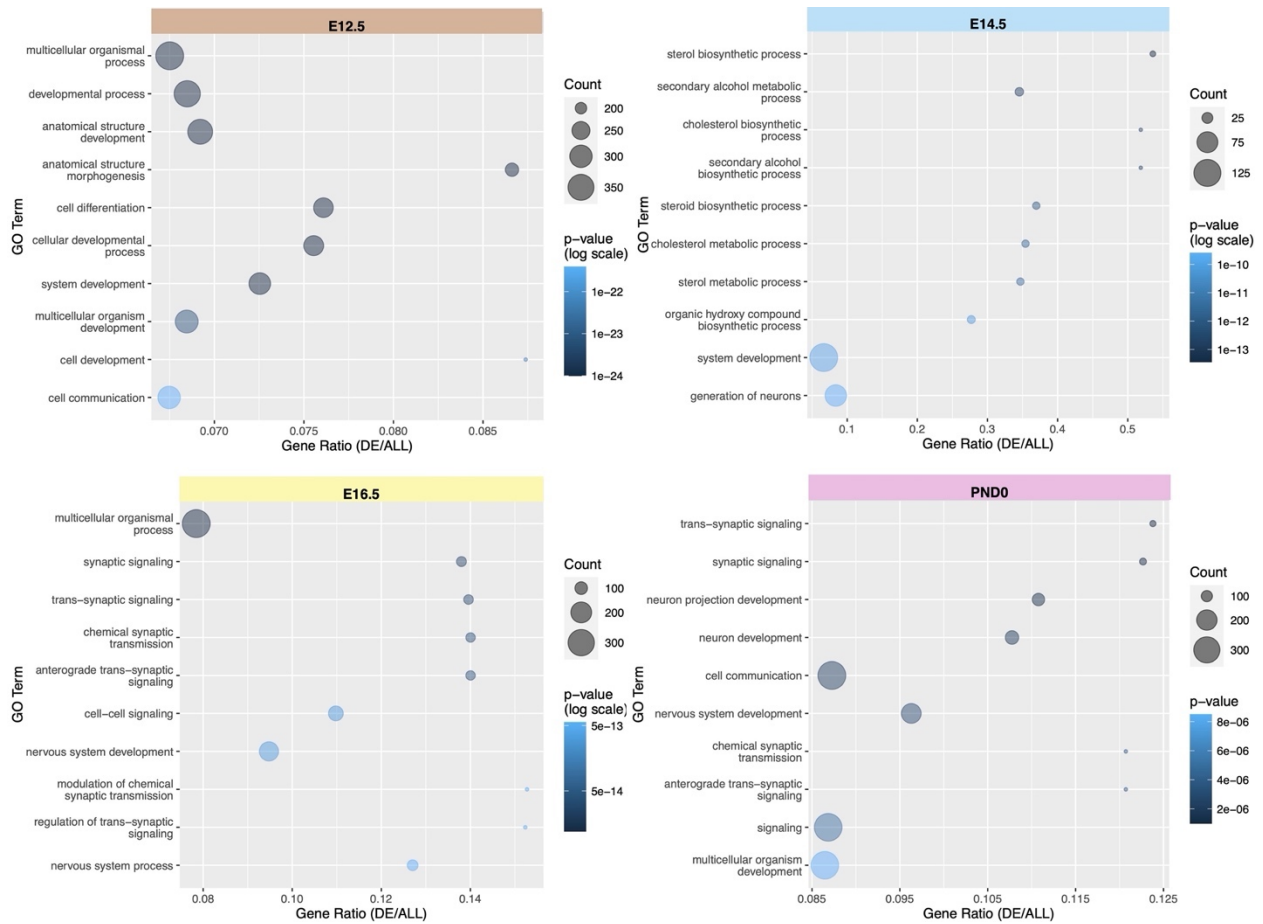 E12.5
GO Term
multicellular organismal
process
developmental process
anatomical structure
development
anatomical structure
morphogenesis
cell differentiation
cellular developmental
process
system development
multicellular organism
development
cell development
cell communication
0.070
0.075
0.080
0.085
Gene Ratio (DE/ALL)
Count
200
250
300
350
p-value
(log scale)
1e-22
1e-23
1e-24
E14.5
GO Term
sterol biosynthetic process
secondary alcohol metabolic
process
cholesterol biosynthetic
process
secondary alcohol
biosynthetic process
steroid biosynthetic process
cholesterol metabolic process
sterol metabolic process
organic hydroxy compound
biosynthetic process
system development
generation of neurons
0.1
0.2
0.3
0.4
0.5
Gene Ratio (DE/ALL)
Count
25
75
125
p-value
(log scale)
1e-10
1e-11
1e-12
1e-13
E16.5
GO Term
multicellular organismal
process
synaptic signaling
trans-synaptic signaling
chemical synaptic
transmission
anterograde trans-synaptic
signaling
cell-cell signaling
nervous system development
modulation of chemical
synaptic transmission
regulation of trans-synaptic
signaling
nervous system process
0.08
0.10
0.12
0.14
Gene Ratio (DE/ALL)
Count
100
200
300
p-value
(log scale)
5e-13
5e-14
PND0
GO Term
trans-synaptic signaling
synaptic signaling
neuron projection development
neuron development
cell communication
nervous system development
chemical synaptic
transmission
anterograde trans-synaptic
signaling
signaling
multicellular organism
development
0.085
0.095
0.105
0.115
0.125
Gene Ratio (DE/ALL)
Count
100
200
300
p-value
8e-06
6e-06
4e-06
2e-06